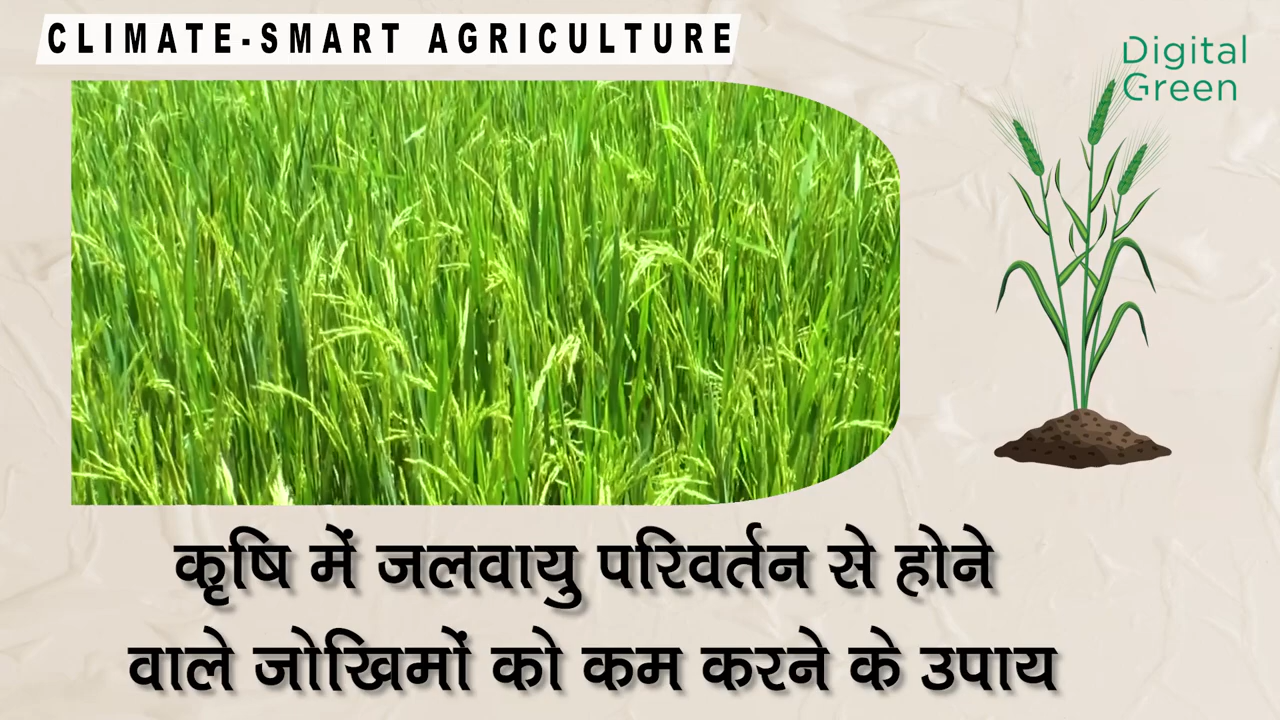 CLIMATE-SMART AGRICULTURE
Digital
Green
कृषि में जलवायु परिवर्तन से होने
वाले जोखिमों को कम करने के उपाय